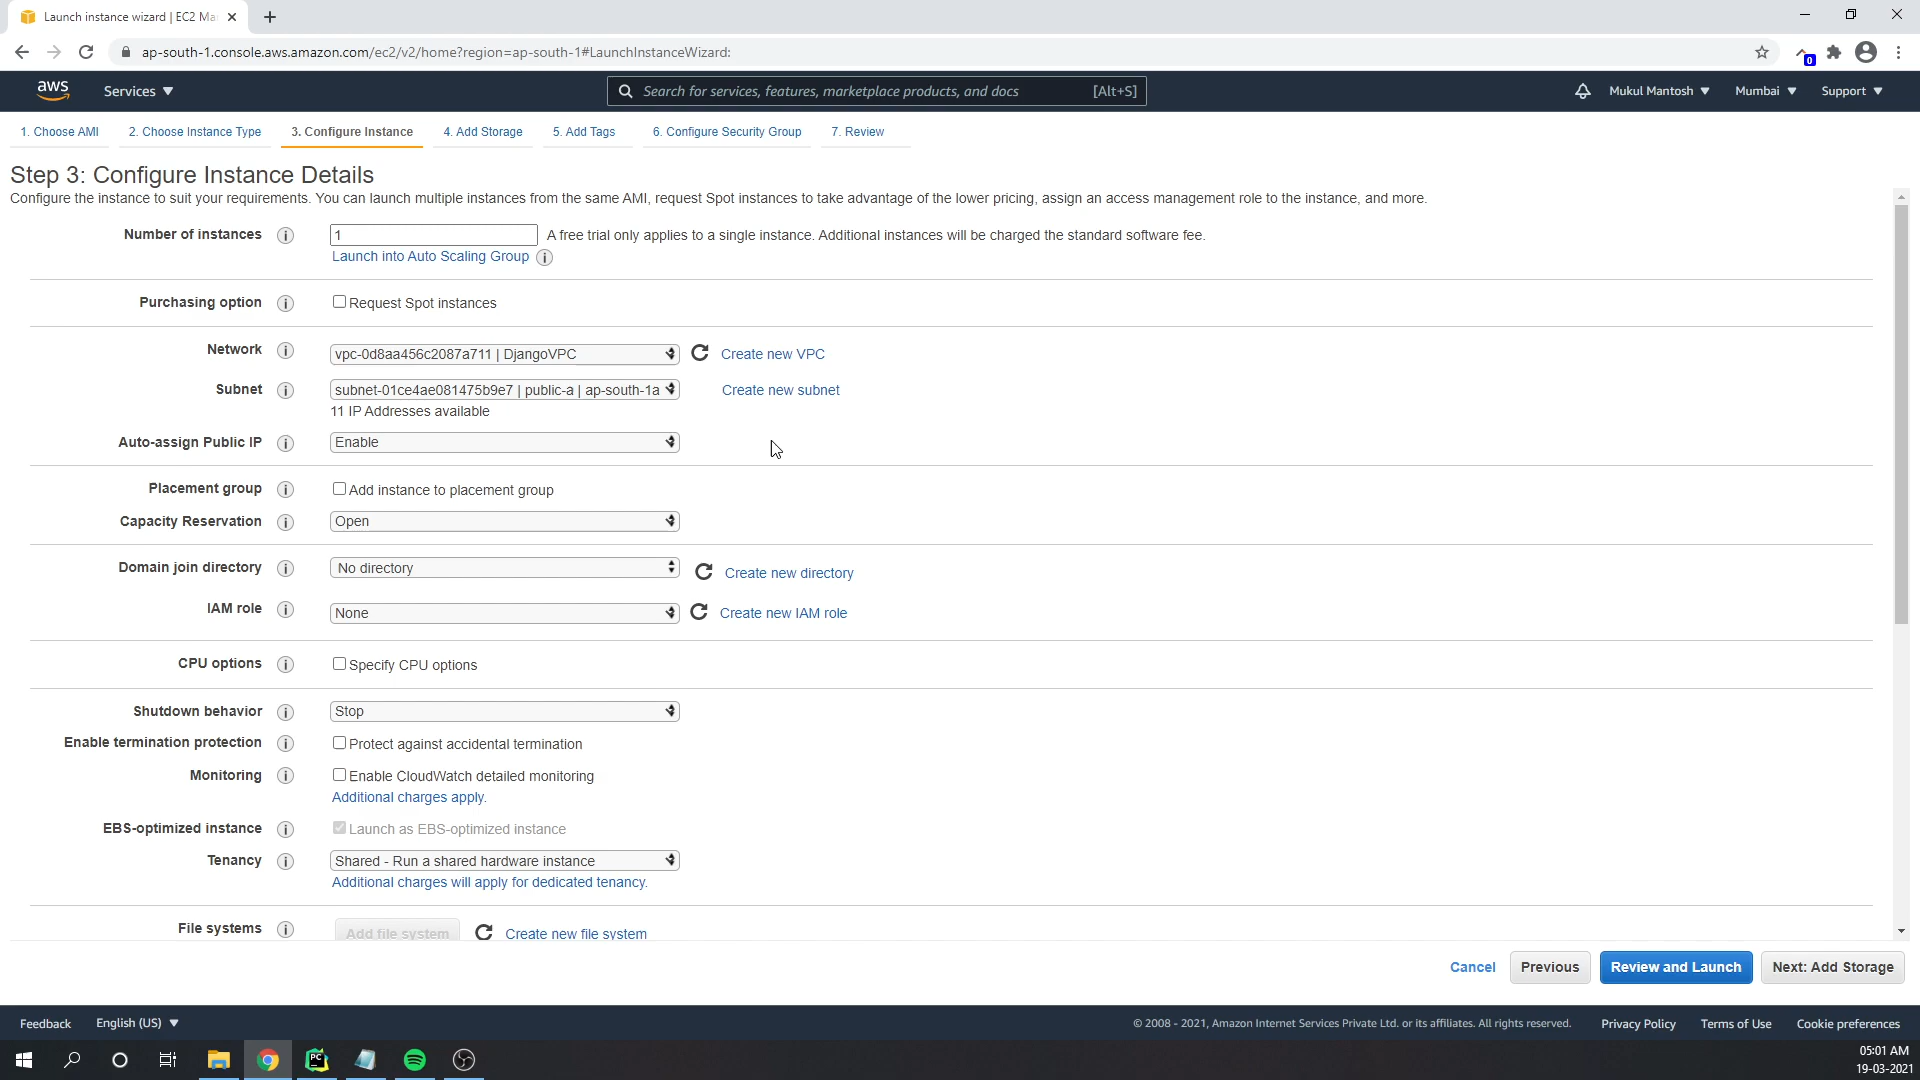 Launch instance wizard | EC2 Ma
ap-south-1.console.aws.amazon.com/ec2/v2/home?region=ap-south-1#LaunchInstanceWizard:
0
aws
Services
Search for services, features, marketplace products, and docs
[Alt+S]
Mukul Mantosh
Mumbai
Support
1. Choose AMI
2. Choose Instance Type
3. Configure Instance
4. Add Storage
5. Add Tags
6. Configure Security Group
7. Review
Step 3: Configure Instance Details
Configure the instance to suit your requirements. You can launch multiple instances from the same AMI, request Spot instances to take advantage of the lower pricing, assign an access management role to the instance, and more.
Number of instances
1
A free trial only applies to a single instance. Additional instances will be charged the standard software fee.
Launch into Auto Scaling Group
Purchasing option
Request Spot instances
Network
vpc-0d8aa456c2087a711 | DjangoVPC
Create new VPC
Subnet
subnet-01ce4ae081475b9e7 | public-a | ap-south-1a
Create new subnet
11 IP Addresses available
Auto-assign Public IP
Enable
Placement group
Add instance to placement group
Capacity Reservation
Open
Domain join directory
No directory
Create new directory
IAM role
None
Create new IAM role
CPU options
Specify CPU options
Shutdown behavior
Stop
Enable termination protection
Protect against accidental termination
Monitoring
Enable CloudWatch detailed monitoring
Additional charges apply.
EBS-optimized instance
Launch as EBS-optimized instance
Tenancy
Shared - Run a shared hardware instance
Additional charges will apply for dedicated tenancy.
File systems
Add file system
Create new file system
Cancel
Previous
Review and Launch
Next: Add Storage
Feedback
English (US)
© 2008 - 2021, Amazon Internet Services Private Ltd. or its affiliates. All rights reserved.
Privacy Policy
Terms of Use
Cookie preferences
PC
05:01 AM
19-03-2021